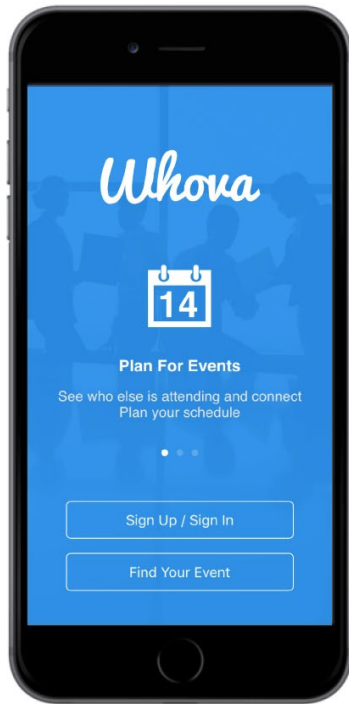 Whova
14
Plan For Events
See who else is attending and connect
Plan your schedule
Sign Up / Sign In
Find Your Event